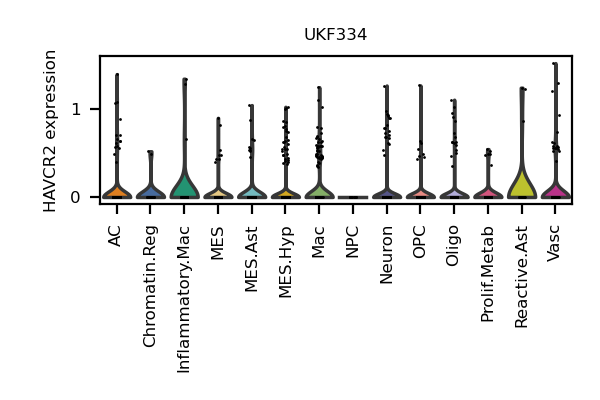 UKF334
HAVCR2 expression
1
0
AC
Chromatin.Reg
Inflammatory.Mac
MES
MES.Ast
MES.Hyp
Mac
NPC
Neuron
OPC
Oligo
Prolif.Metab
Reactive.Ast
Vasc